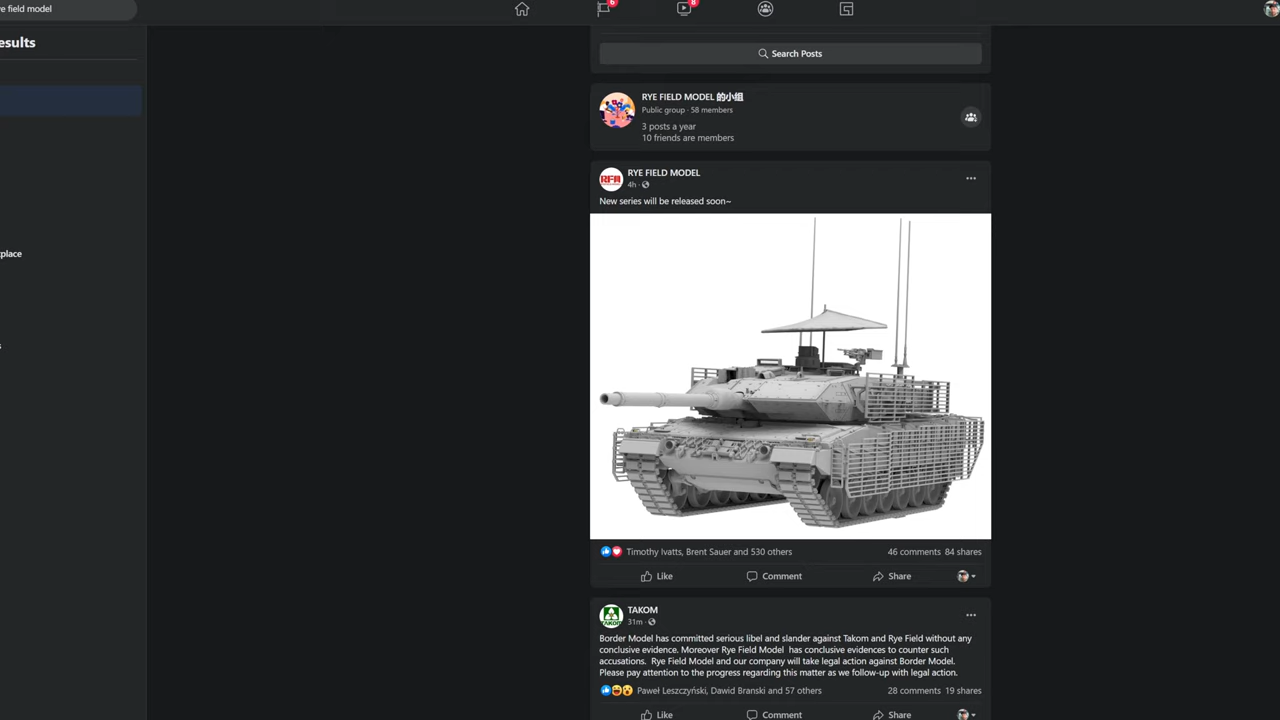 ye field model
6
8
esults
Search Posts
RYE FIELD MODEL 的小组
Public group · 58 members
3 posts a year
10 friends are members
RFM
RYE FIELD MODEL
4h ·
New series will be released soon~
tplace
s
Timothy Ivatts, Brent Sauer and 530 others
46 comments 84 shares
Like
Comment
Share
TAKOM
TAKOM
31m ·
Border Model has committed serious libel and slander against Takom and Rye Field without any
conclusive evidence. Moreover Rye Field Model  has conclusive evidences to counter such
accusations.  Rye Field Model and our company will take legal action against Border Model.
Please pay attention to the progress regarding this matter as we follow-up with legal action.
Paweł Leszczyński, Dawid Branski and 57 others
28 comments 19 shares
Like
Comment
Share